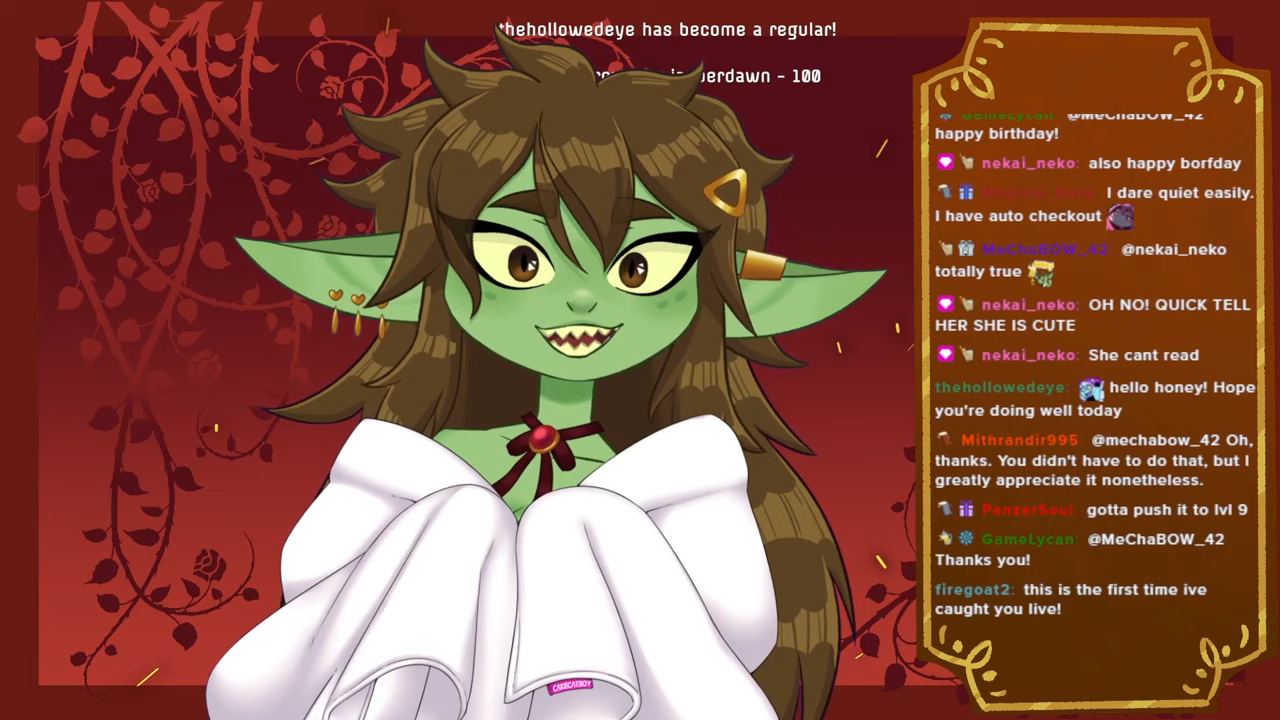 thehollowedeye has become a regular!
erdawn - 100
GameLycan: @MeChaBOW_42
happy birthday!
nekai_neko: also happy borfday
I dare quiet easily.
I have auto checkout
MeChaBOW_42 @nekai_neko
totally true
nekai_neko: OH NO! QUICK TELL
HER SHE IS CUTE
nekai_neko: She cant read
thehollowedeye: hello honey! Hope
you're doing well today
Mithrandir995: @mechabow_42 Oh,
thanks. You didn't have to do that, but I
greatly appreciate it nonetheless.
PanzerSoul: gotta push it to lvl 9
GameLycan: @MeChaBOW_42
Thanks you!
firegoat2: this is the first time ive
caught you live!
CAKECATBOY